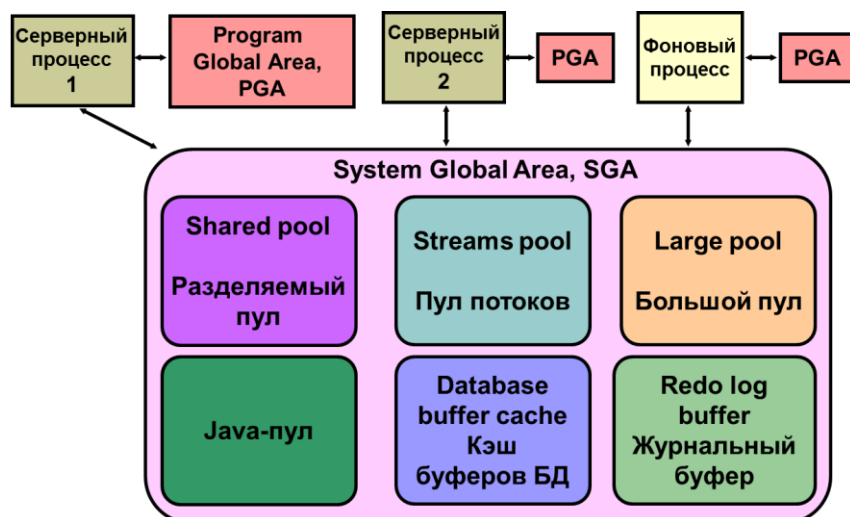 Серверный
процесс
1
Program
Global Area,
PGA
Серверный
процесс
2
PGA
Фоновый
процесс
PGA
System Global Area, SGA
Shared pool
Разделяемый
пул
Streams pool
Пул потоков
Large pool
Большой пул
Java-пул
Database
buffer cache
Кэш
буферов БД
Redo log
buffer
Журнальный
буфер